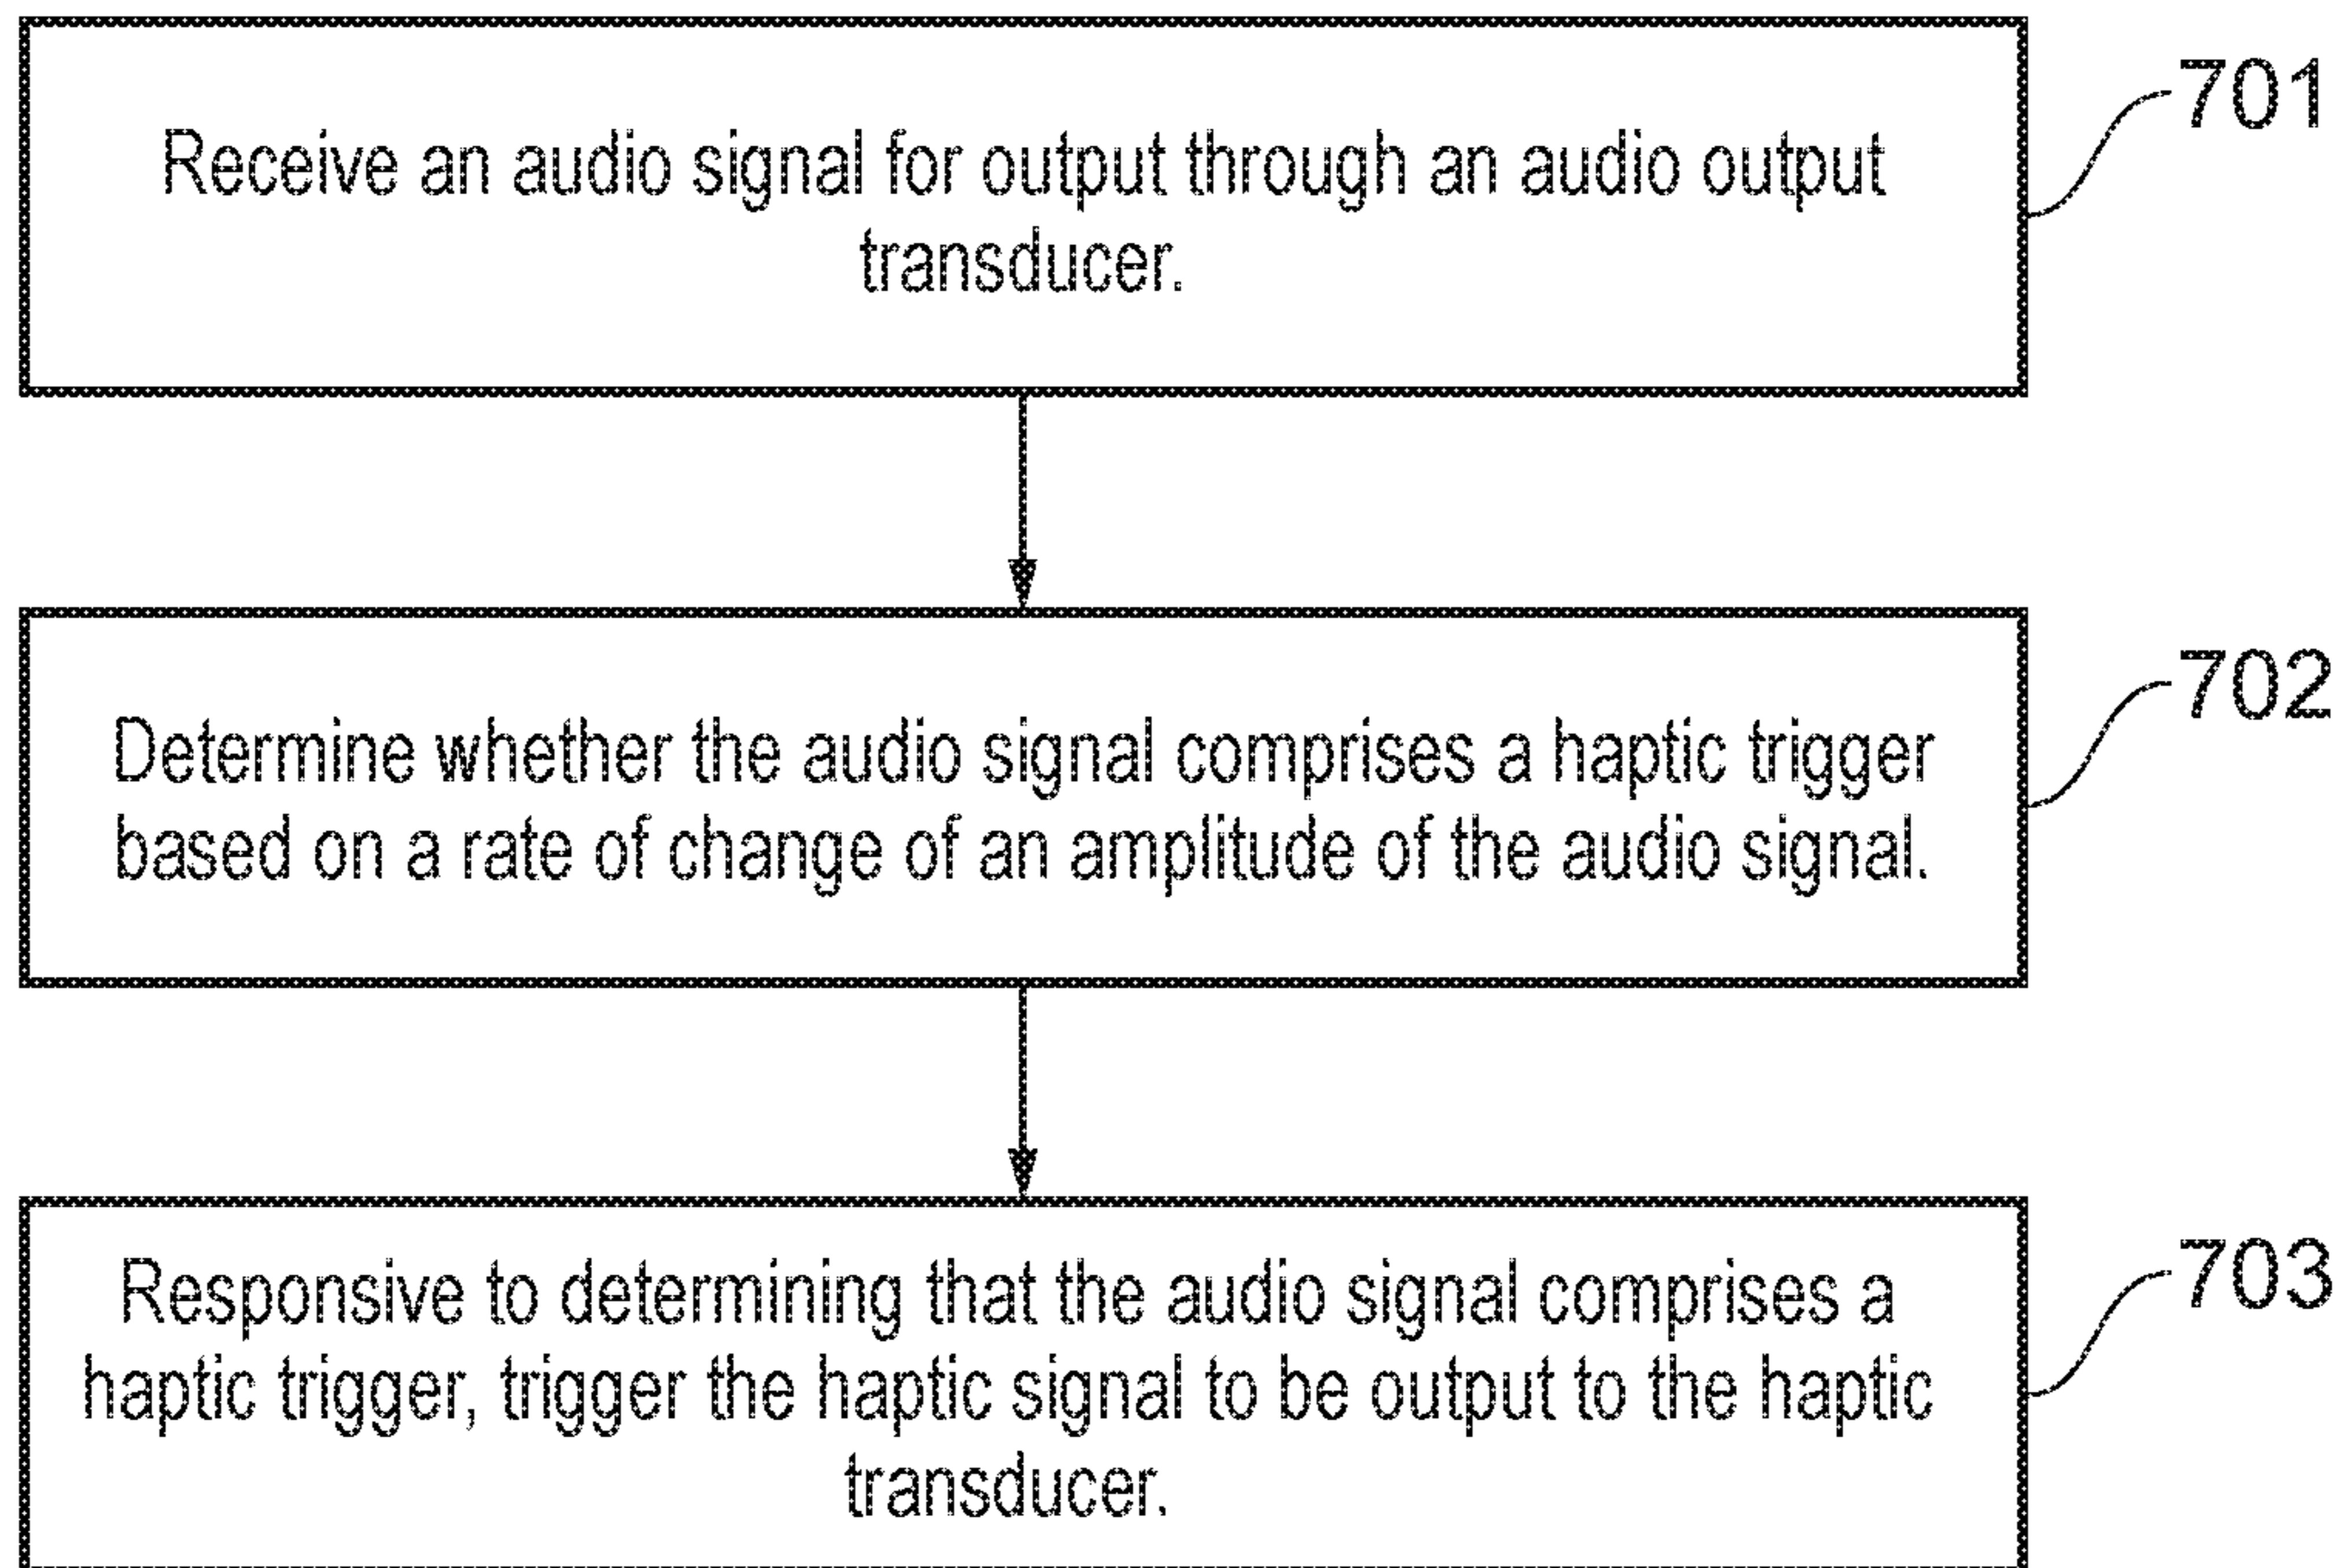 Receive an audio signal for output through an audio output
transducer.
701
Determine whether the audio signal comprises a haptic trigger
based on a rate of change of an amplitude of the audio signal.
702
Responsive to determining that the audio signal comprises a
haptic trigger, trigger the haptic signal to be output to the haptic
transducer.
703